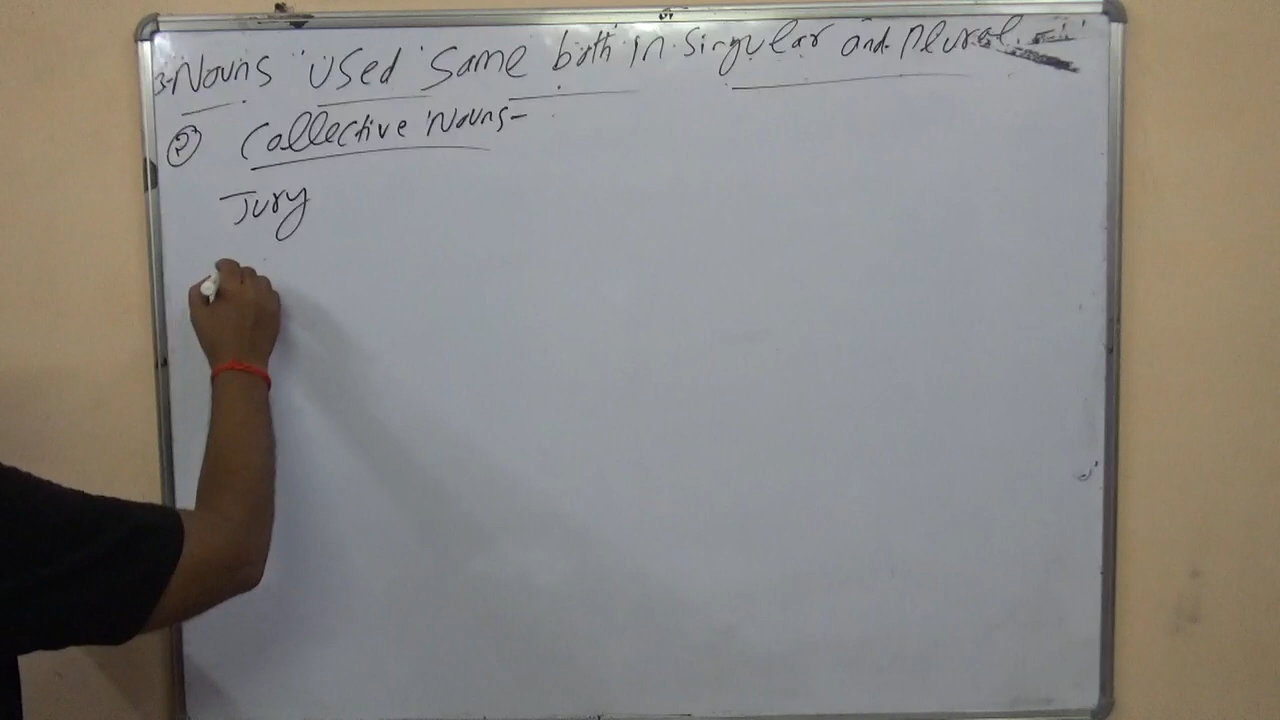 3-Nouns used same both in singular and plural -
② Collective Nouns-
Jury